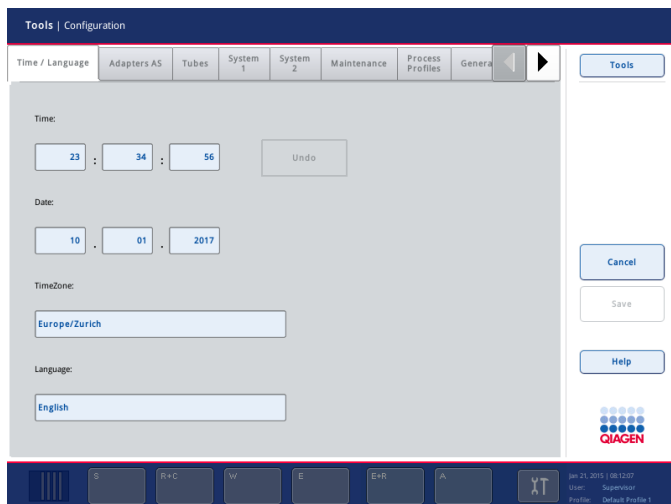 Tools | Configuration
Time / Language
Adapters AS
Tubes
System 1
System 2
Maintenance
Process Profiles
Genera
Tools
Time:
23 : 34 : 56
Undo
Date:
10 . 01 . 2017
TimeZone:
Europe/Zurich
Language:
English
Cancel
Save
Help
QIAGEN
S
R+C
W
E
E+R
A
Jan 21, 2015 | 08:12:07
User: Supervisor
Profile: Default Profile 1